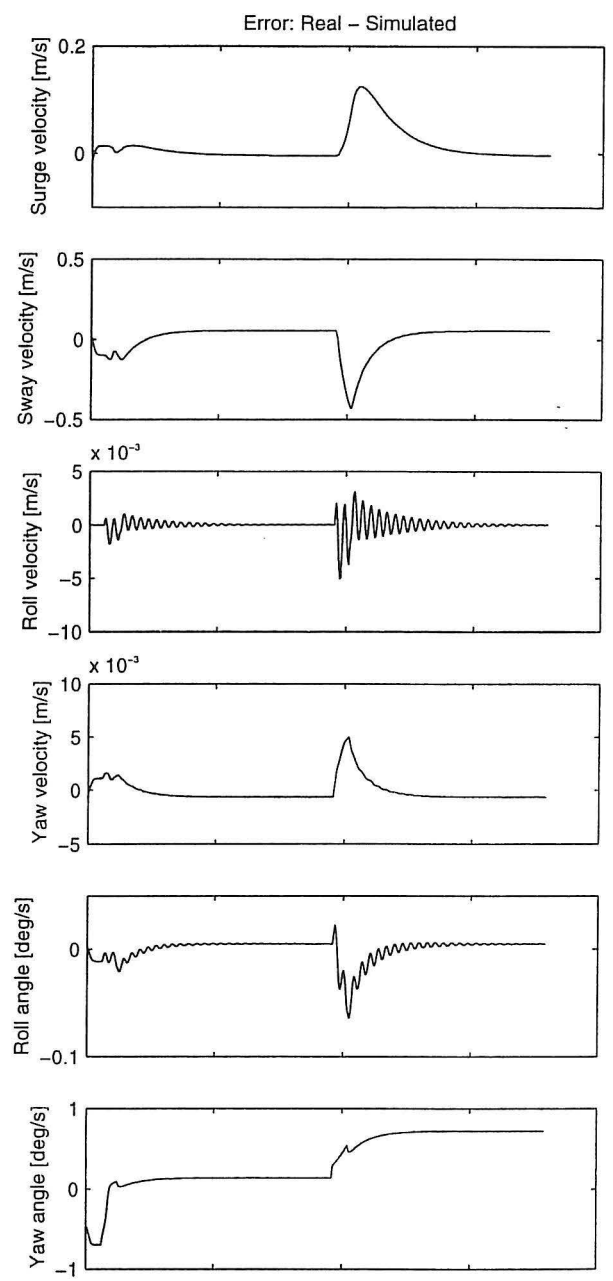 Error: Real – Simulated
0.2
0
Surge velocity [m/s]
0.5
0
−0.5
Sway velocity [m/s]
x 10⁻³
5
0
−5
−10
Roll velocity [m/s]
x 10⁻³
10
5
0
−5
Yaw velocity [m/s]
0
−0.1
Roll angle [deg/s]
1
0
−1
Yaw angle [deg/s]